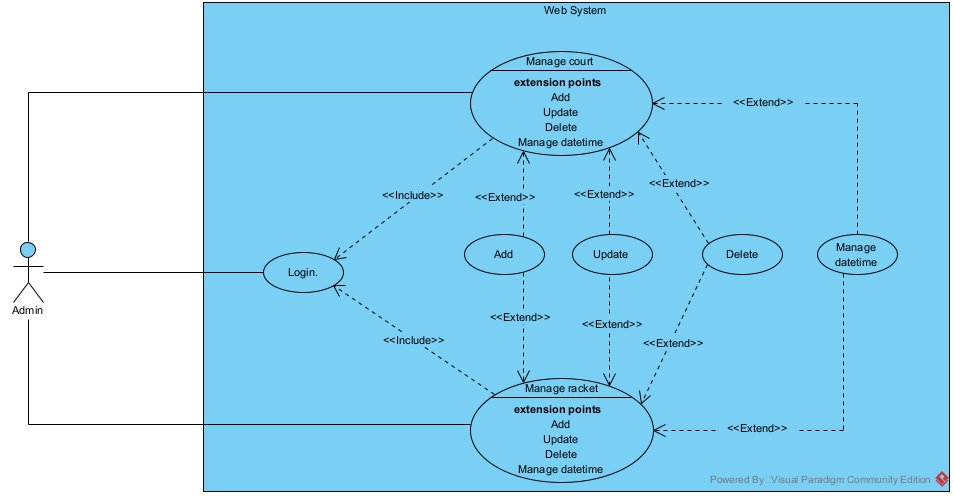 Web System
Manage court
extension points
Add
Update
Delete
Manage datetime
<<Extend>>
<<Include>>
<<Extend>>
<<Extend>>
<<Extend>>
Admin
Login.
Add
Update
Delete
Manage
datetime
<<Include>>
<<Extend>>
<<Extend>>
<<Extend>>
Manage racket
extension points
Add
Update
Delete
Manage datetime
<<Extend>>
Powered By: Visual Paradigm Community Edition